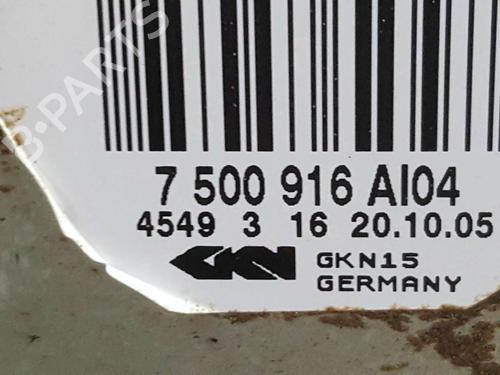 B-PARTS
7 500 916 AI04
4549 3 16 20.10.05
GKN GKN15
GERMANY